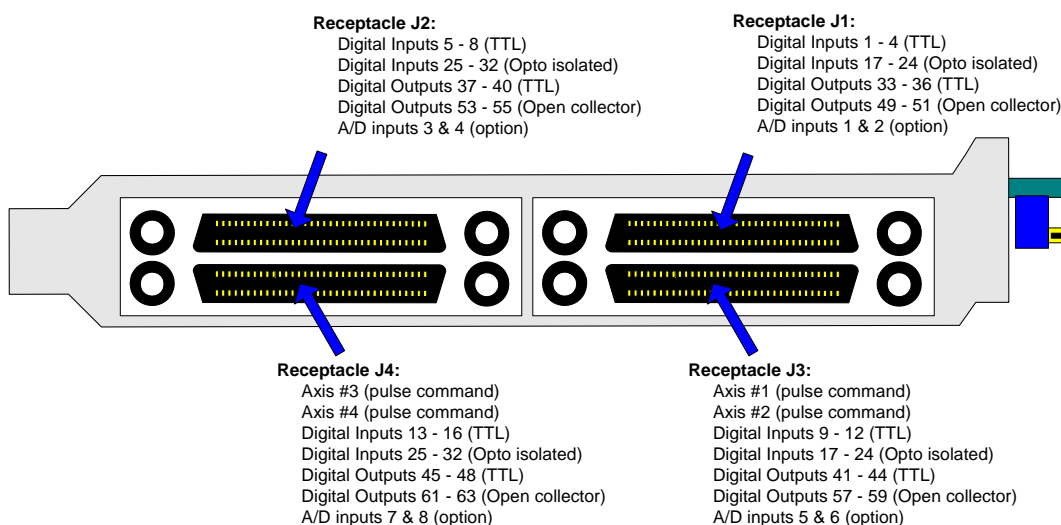 Receptacle J2:
Digital Inputs 5 - 8 (TTL)
Digital Inputs 25 - 32 (Opto isolated)
Digital Outputs 37 - 40 (TTL)
Digital Outputs 53 - 55 (Open collector)
A/D inputs 3 & 4 (option)
Receptacle J1:
Digital Inputs 1 - 4 (TTL)
Digital Inputs 17 - 24 (Opto isolated)
Digital Outputs 33 - 36 (TTL)
Digital Outputs 49 - 51 (Open collector)
A/D inputs 1 & 2 (option)
Receptacle J4:
Axis #3 (pulse command)
Axis #4 (pulse command)
Digital Inputs 13 - 16 (TTL)
Digital Inputs 25 - 32 (Opto isolated)
Digital Outputs 45 - 48 (TTL)
Digital Outputs 61 - 63 (Open collector)
A/D inputs 7 & 8 (option)
Receptacle J3:
Axis #1 (pulse command)
Axis #2 (pulse command)
Digital Inputs 9 - 12 (TTL)
Digital Inputs 17 - 24 (Opto isolated)
Digital Outputs 41 - 44 (TTL)
Digital Outputs 57 - 59 (Open collector)
A/D inputs 5 & 6 (option)